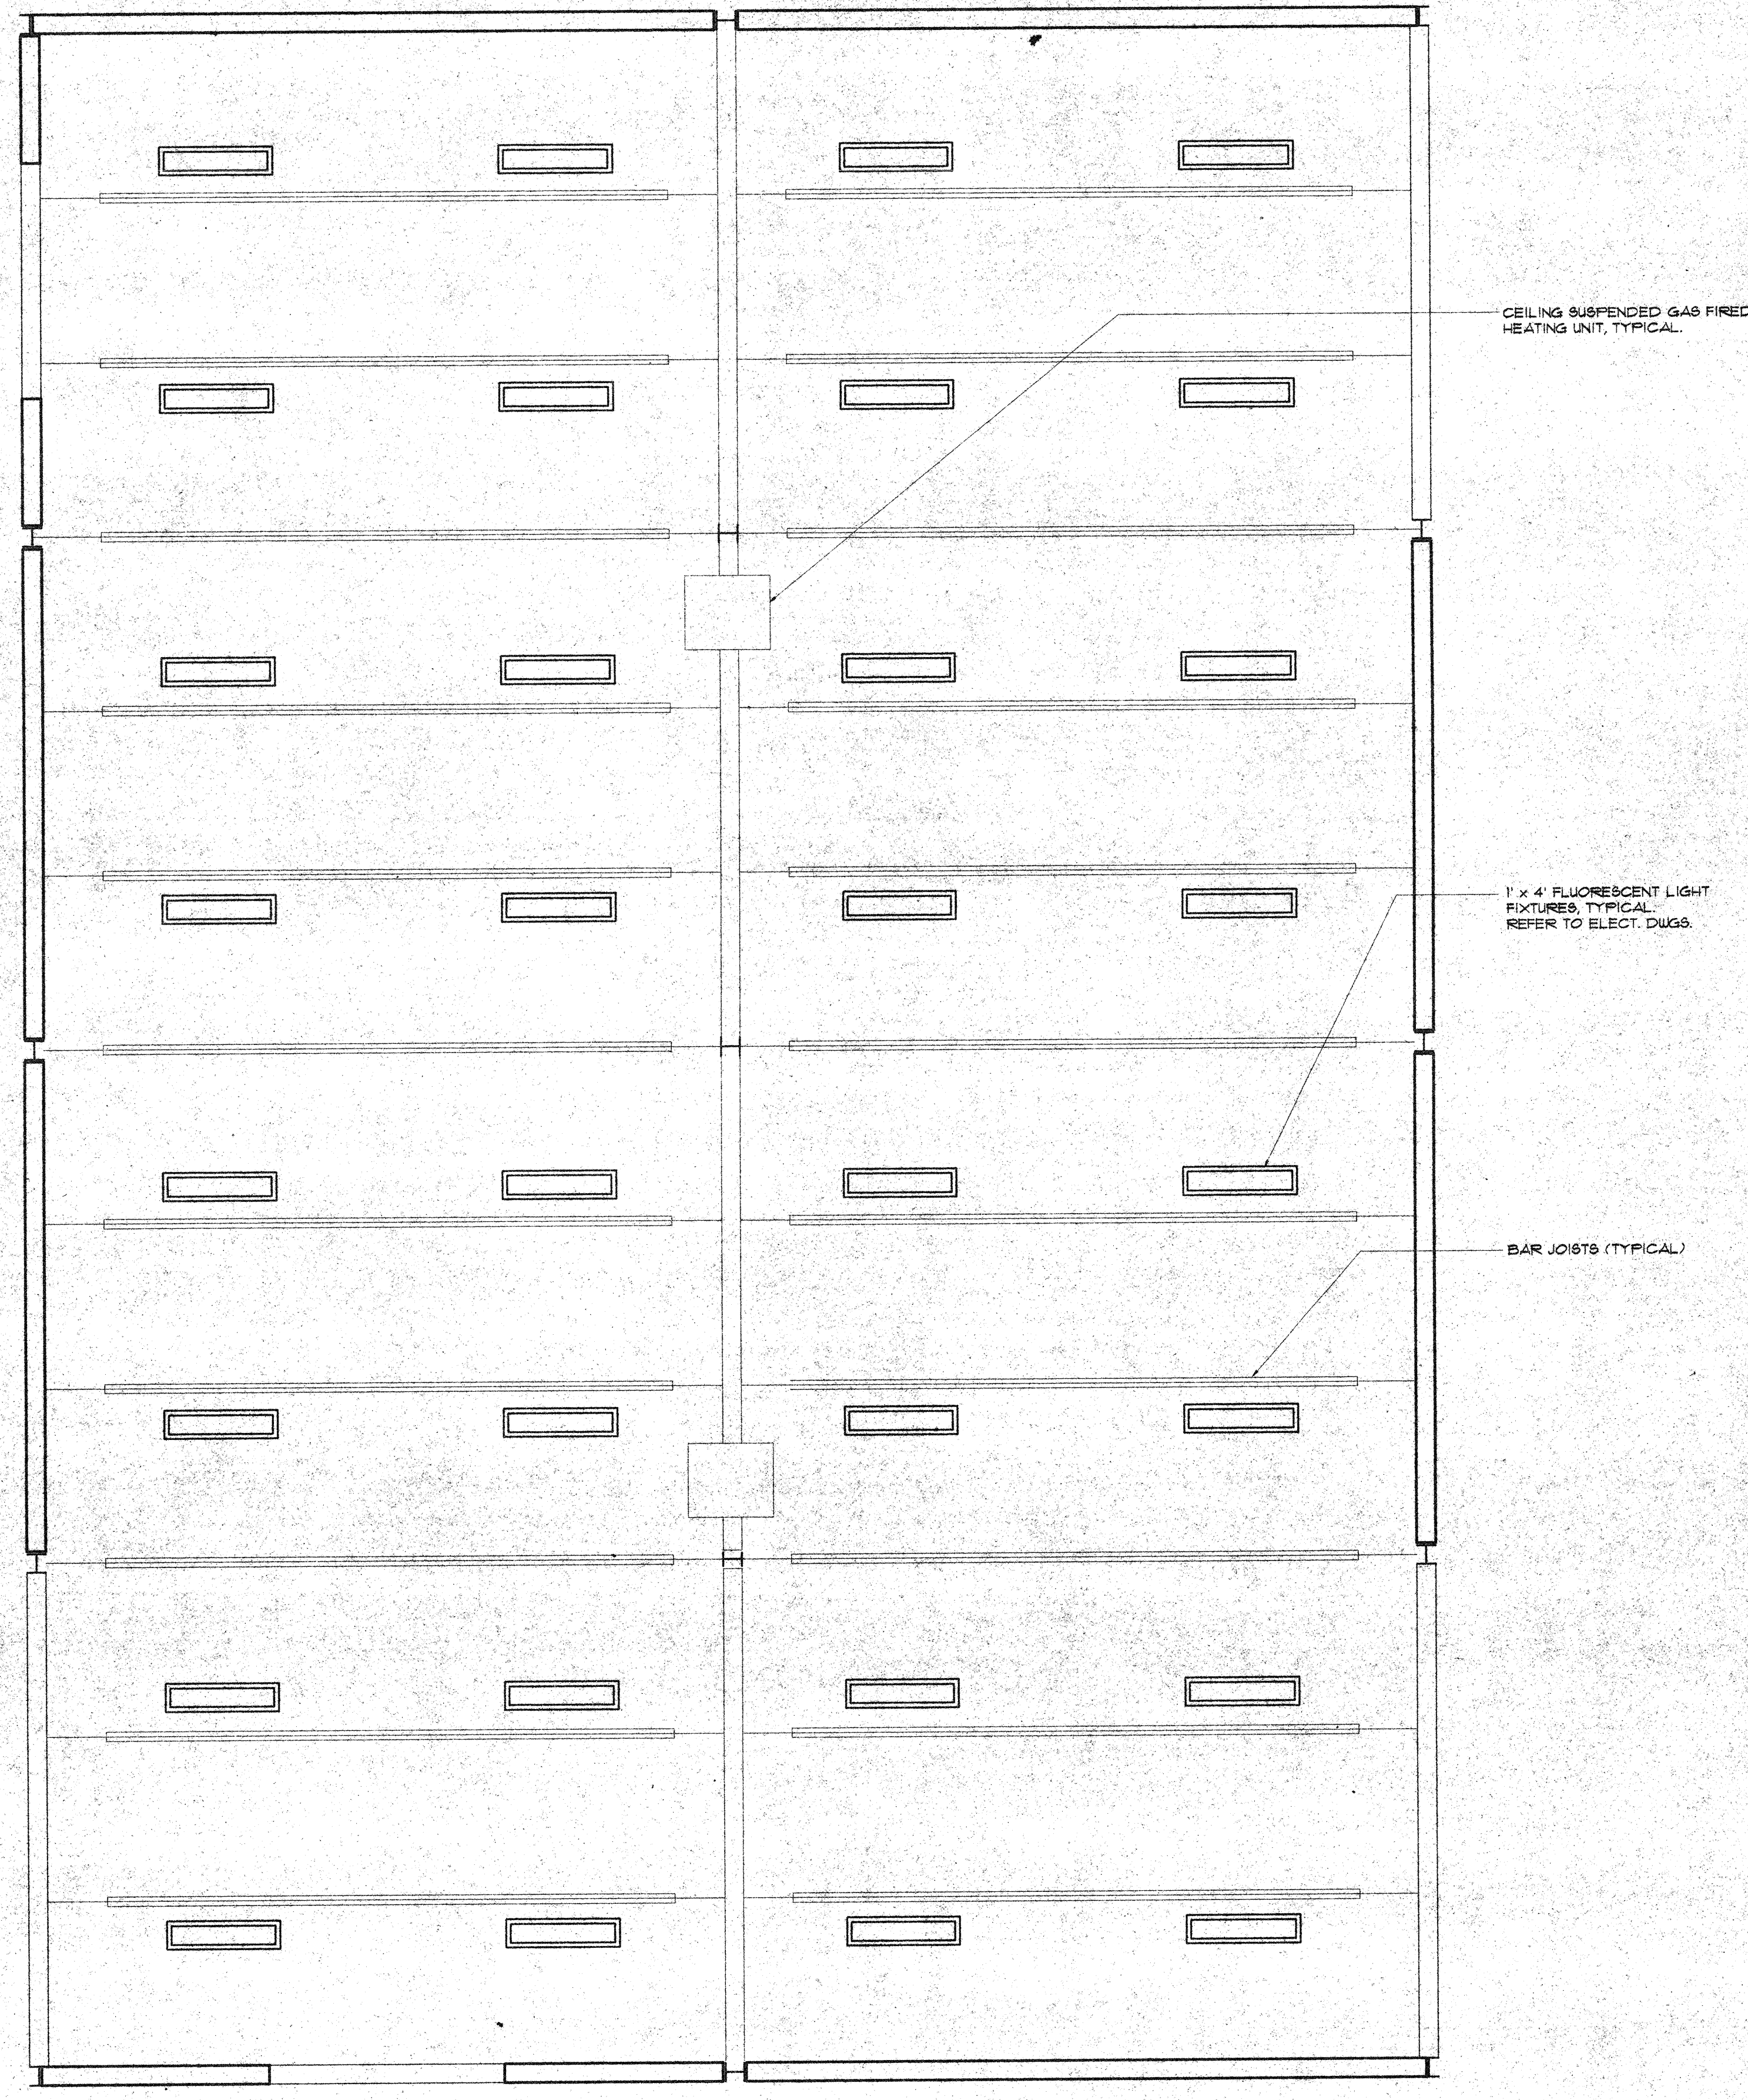 CEILING SUSPENDED GAS FIRED
HEATING UNIT, TYPICAL.
1' x 4' FLUORESCENT LIGHT
FIXTURES, TYPICAL.
REFER TO ELECT. DWGS.
BAR JOISTS (TYPICAL)